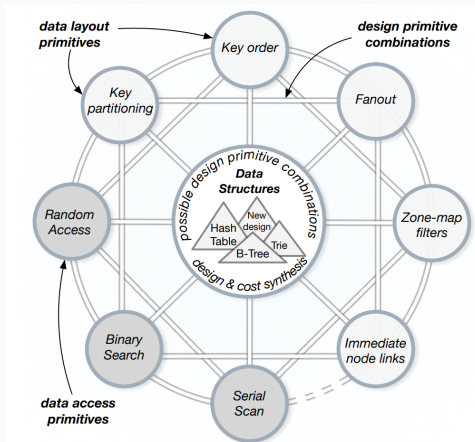 data layout
primitives
design primitive
combinations
Key order
Key
partitioning
Fanout
possible design primitive combinations
Data
Structures
New
design
Hash
Table
B-Tree
Trie
design & cost synthesis
Random
Access
Zone-map
filters
Binary
Search
Immediate
node links
Serial
Scan
data access
primitives